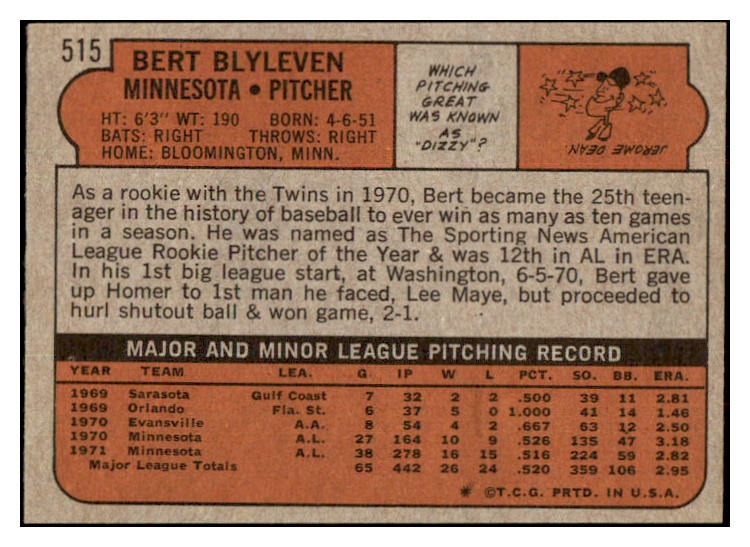 515
BERT BLYLEVEN
MINNESOTA • PITCHER
HT: 6'3" WT: 190 BORN: 4-6-51
BATS: RIGHT THROWS: RIGHT
HOME: BLOOMINGTON, MINN.
WHICH
PITCHING
GREAT
WAS KNOWN
AS
"DIZZY"?
JEROME DEAN
As a rookie with the Twins in 1970, Bert became the 25th teen-
ager in the history of baseball to ever win as many as ten games
in a season. He was named as The Sporting News American
League Rookie Pitcher of the Year & was 12th in AL in ERA.
In his 1st big league start, at Washington, 6-5-70, Bert gave
up Homer to 1st man he faced, Lee Maye, but proceeded to
hurl shutout ball & won game, 2-1.
MAJOR AND MINOR LEAGUE PITCHING RECORD
YEAR TEAM LEA. G IP W L PCT. SO. BB. ERA.
1969 Sarasota Gulf Coast 7 32 2 2 .500 39 11 2.81
1969 Orlando Fla. St. 6 37 5 0 1.000 41 14 1.46
1970 Evansville A.A. 8 54 4 2 .667 63 12 2.50
1970 Minnesota A.L. 27 164 10 9 .526 135 47 3.18
1971 Minnesota A.L. 38 278 16 15 .516 224 59 2.82
Major League Totals 65 442 26 24 .520 359 106 2.95
* ©T.C.G. PRTD. IN U.S.A.